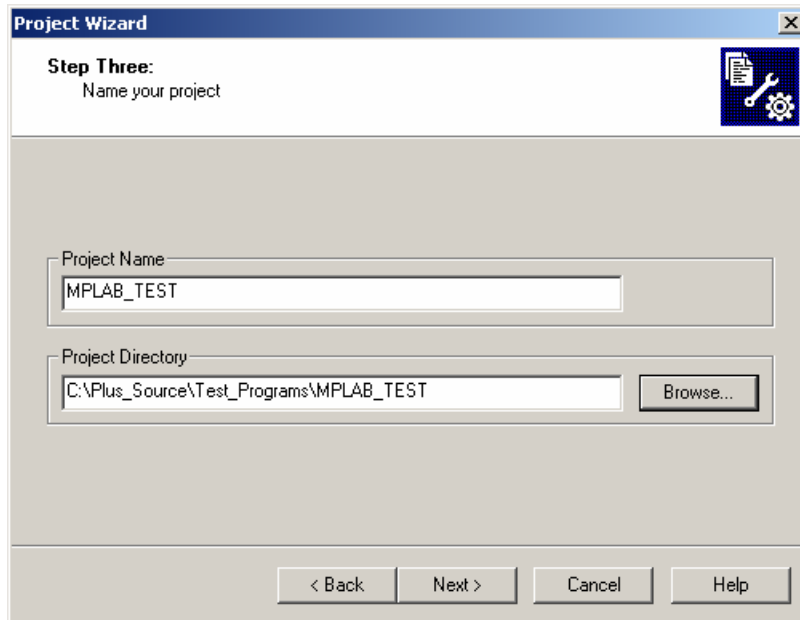 Project Wizard
Step Three:
Name your project
Project Name
MPLAB_TEST
Project Directory
C:\Plus_Source\Test_Programs\MPLAB_TEST
Browse...
< Back
Next >
Cancel
Help